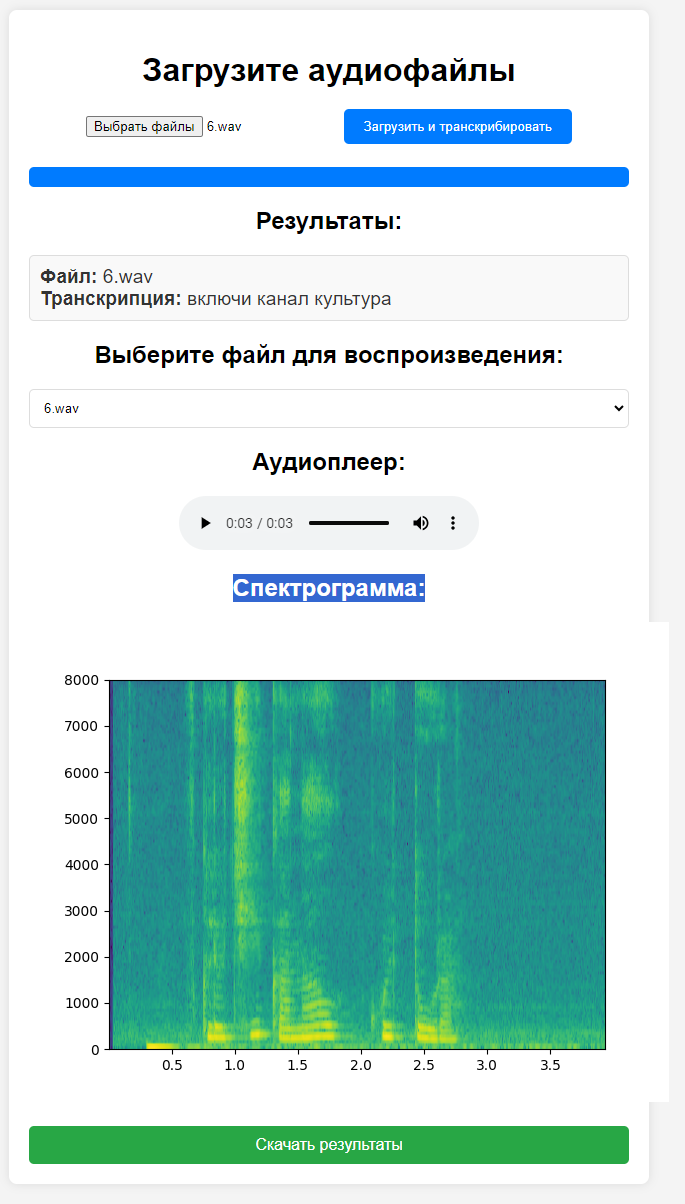 Загрузите аудиофайлы
Выбрать файлы 6.wav
Загрузить и транскрибировать
Результаты:
Файл: 6.wav
Транскрипция: включи канал культура
Выберите файл для воспроизведения:
6.wav
Аудиоплеер:
0:03 / 0:03
Спектрограмма:
8000
7000
6000
5000
4000
3000
2000
1000
0
0.5 1.0 1.5 2.0 2.5 3.0 3.5
Скачать результаты